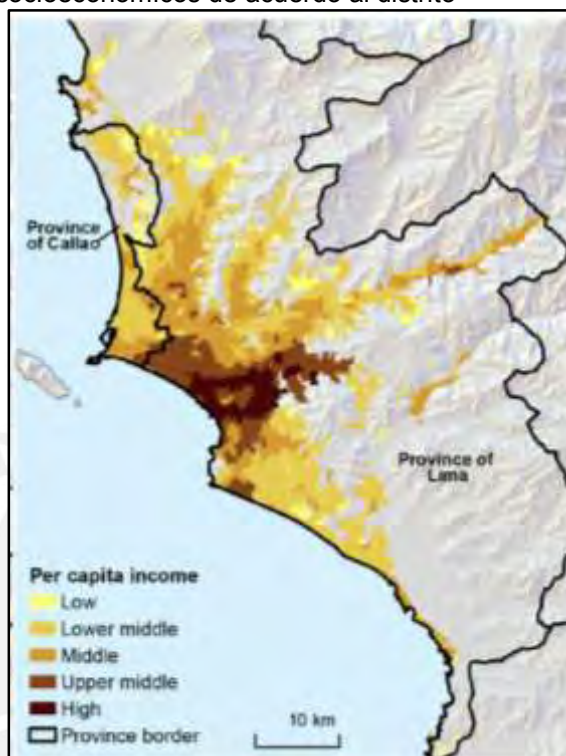 socioeconómicos de acuerdo al distrito
Province
of Callao
Province of
Lima
Per capita income
Low
Lower middle
Middle
Upper middle
High
Province border
10 km